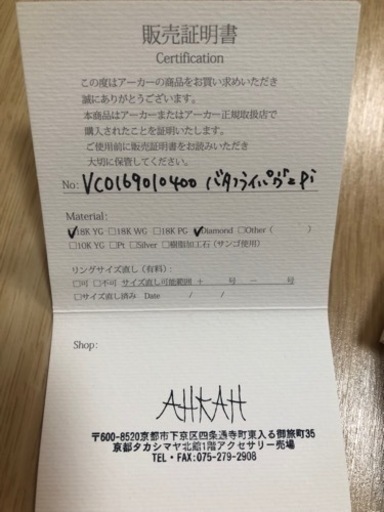 販売証明書
Certification
この度はアーカーの商品をお買い求めいただき
誠にありがとうございます。
本商品はアーカーまたはアーカー正規取扱店で
購入されたことを証明いたします。
ご使用前に販売証明書をお読みいただき
大切に保管してください。
No: VC0169010400 バタフライパヴェ
Material:
☑18K YG □18K WG □18K PG ☑Diamond □Other ( )
□10K YG □Pt □Silver □樹脂加工石（サンゴ使用）
リングサイズ直し（有料）:
□可 □不可 サイズ直し可能範囲 + 号 − 号
□サイズ直し済み Date / /
Shop:
AHKAH
〒600-8520京都市下京区四条通寺町東入る御旅町35
京都タカシマヤ北館1階アクセサリー売場
TEL・FAX:075-279-2908